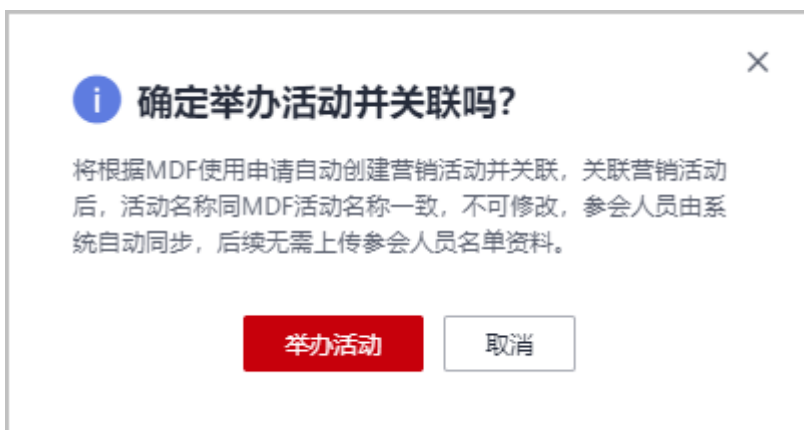 确定举办活动并关联吗？
将根据MDF使用申请自动创建营销活动并关联，关联营销活动
后，活动名称同MDF活动名称一致，不可修改，参会人员由系
统自动同步，后续无需上传参会人员名单资料。
举办活动 取消